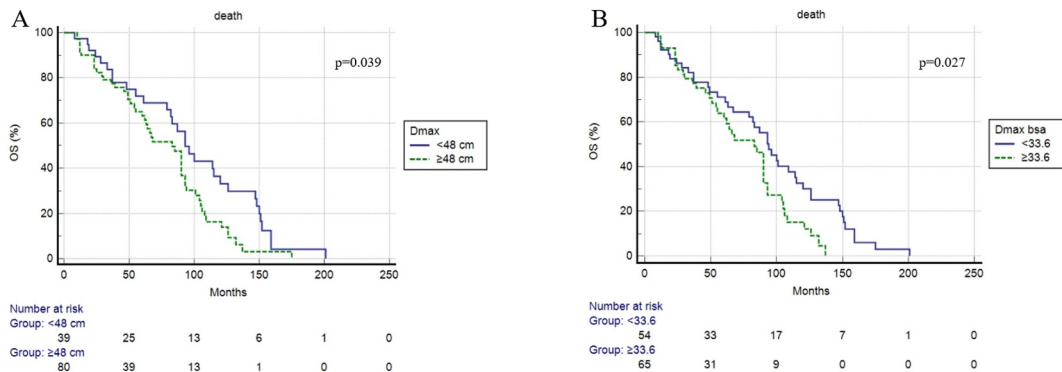 A
death
p=0.039
OS (%)
100
80
60
40
20
0
0 50 100 150 200 250
Months
Dmax
<48 cm
≥48 cm
Number at risk
Group: <48 cm
39 25 13 6 1 0
Group: ≥48 cm
80 39 13 1 0 0
B
death
p=0.027
OS (%)
100
80
60
40
20
0
0 50 100 150 200 250
Months
Dmax bsa
<33.6
≥33.6
Number at risk
Group: <33.6
54 33 17 7 1 0
Group: ≥33.6
65 31 9 0 0 0